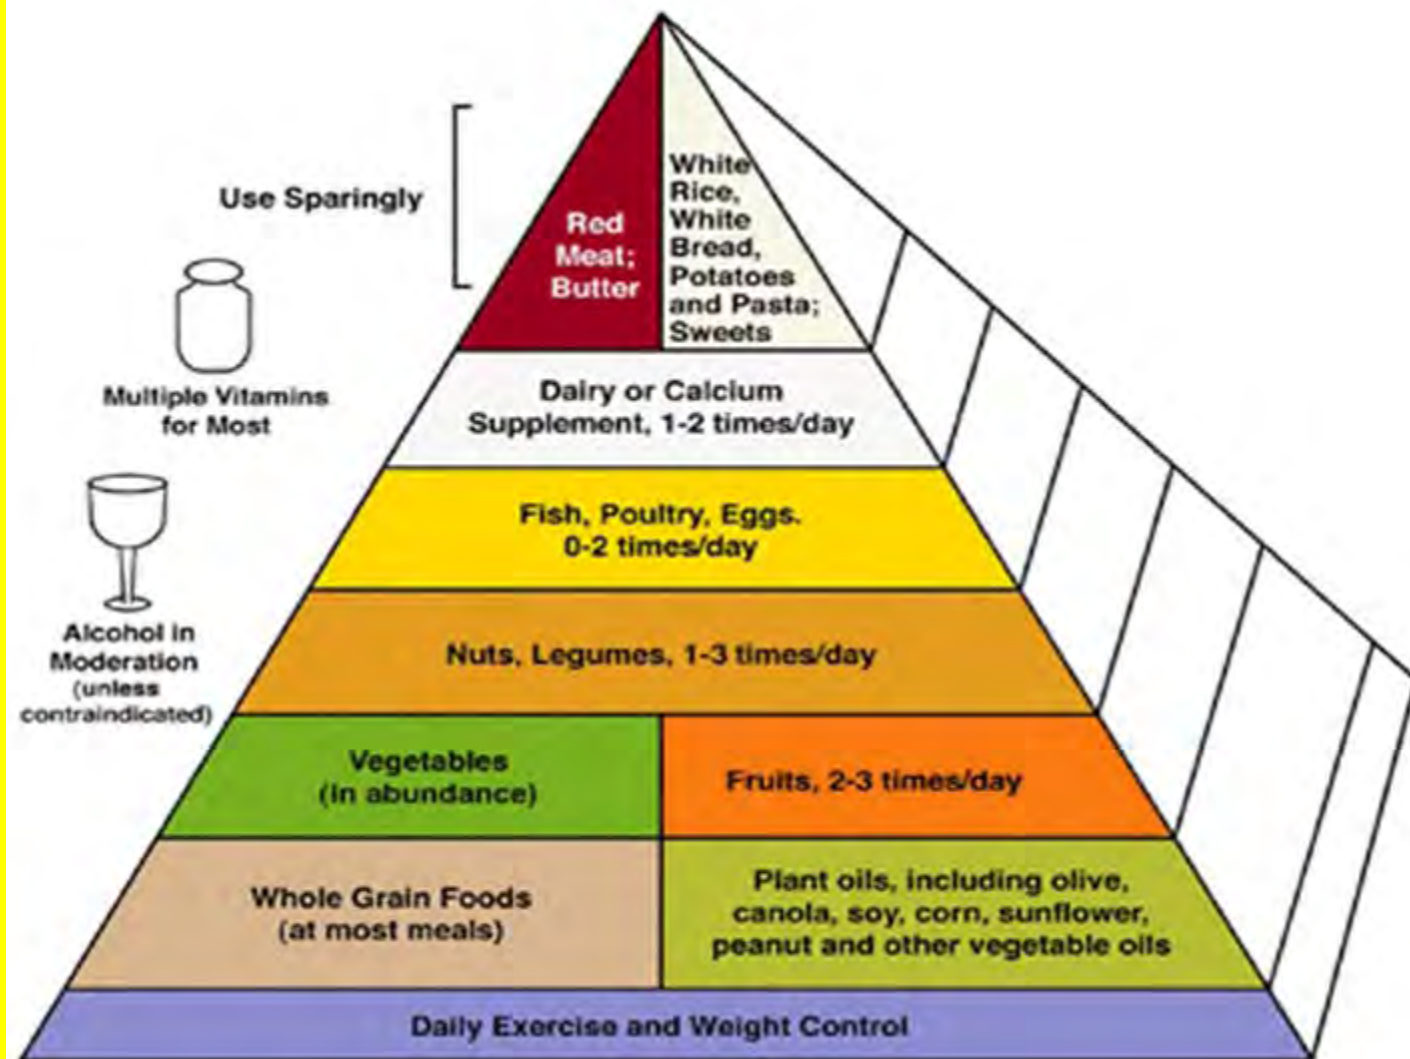 Use Sparingly
Red
Meat;
Butter
White
Rice,
White
Bread,
Potatoes
and Pasta;
Sweets
Multiple Vitamins
for Most
Dairy or Calcium
Supplement, 1-2 times/day
Fish, Poultry, Eggs.
0-2 times/day
Alcohol in
Moderation
(unless
contraindicated)
Nuts, Legumes, 1-3 times/day
Vegetables
(in abundance)
Fruits, 2-3 times/day
Whole Grain Foods
(at most meals)
Plant oils, including olive,
canola, soy, corn, sunflower,
peanut and other vegetable oils
Daily Exercise and Weight Control